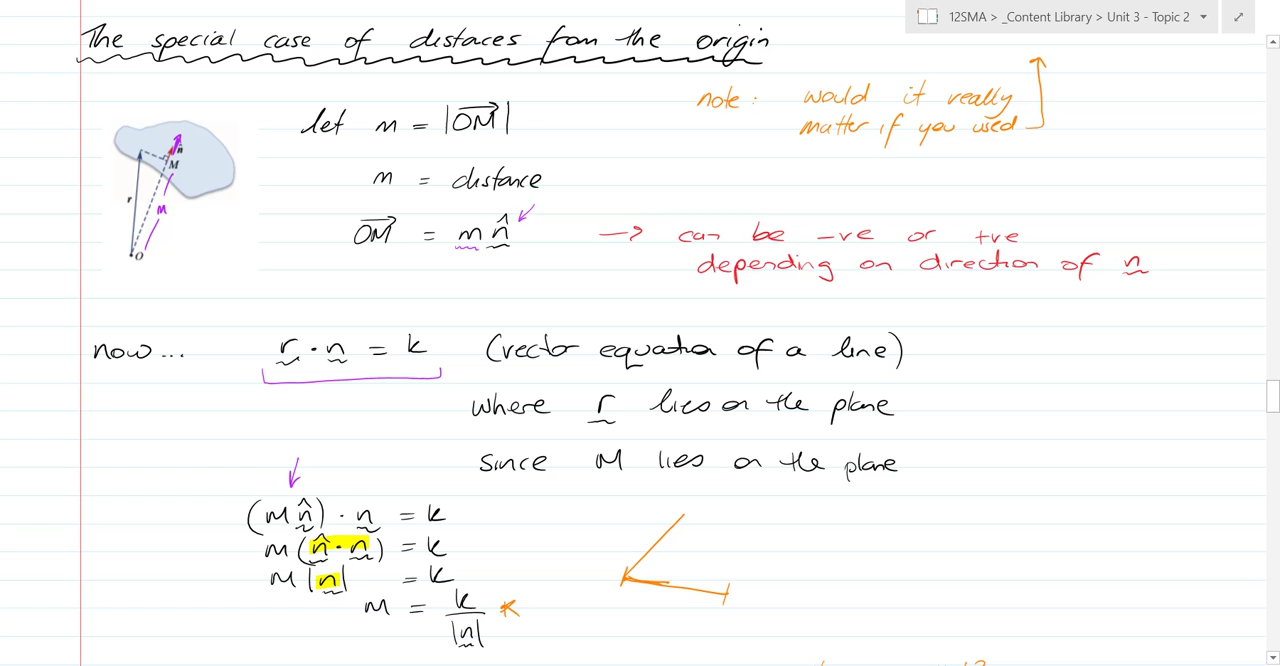 12SMA > _Content Library > Unit 3 - Topic 2
The special case of distaces from the origin
note: would it really
matter if you used
let m = |OM|
m = distance
OM = m n̂ → can be -ve or +ve
depending on direction of n
n̂
M
r
M
O
now... r · n = k (vector equation of a line)
where r lies on the plane
since M lies on the plane
(m n̂) · n = k
m (n̂ · n) = k
m |n| = k
m = k / |n|